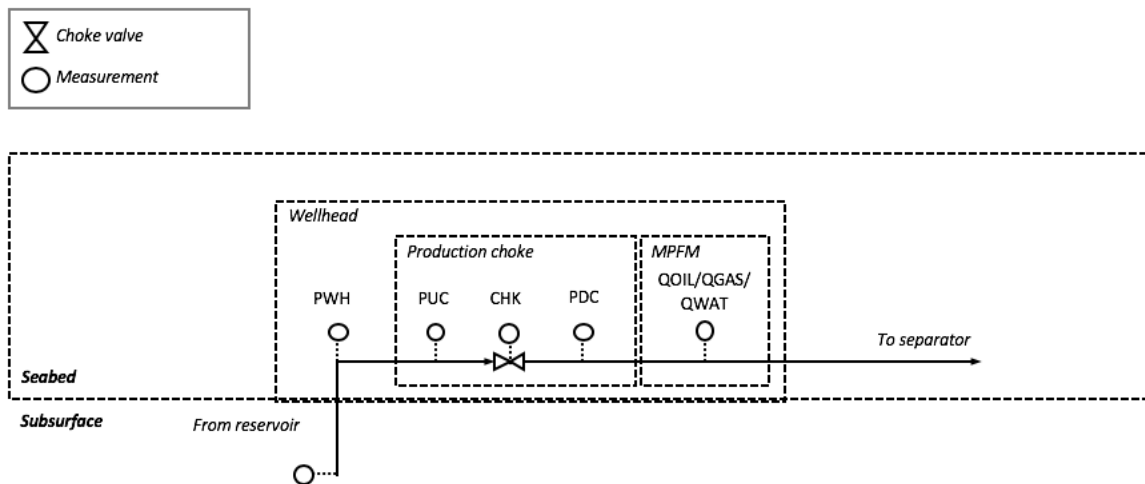 Choke valve
Measurement
Wellhead
Production choke
MPFM
QOIL/QGAS/
QWAT
PWH
PUC
CHK
PDC
To separator
Seabed
Subsurface
From reservoir